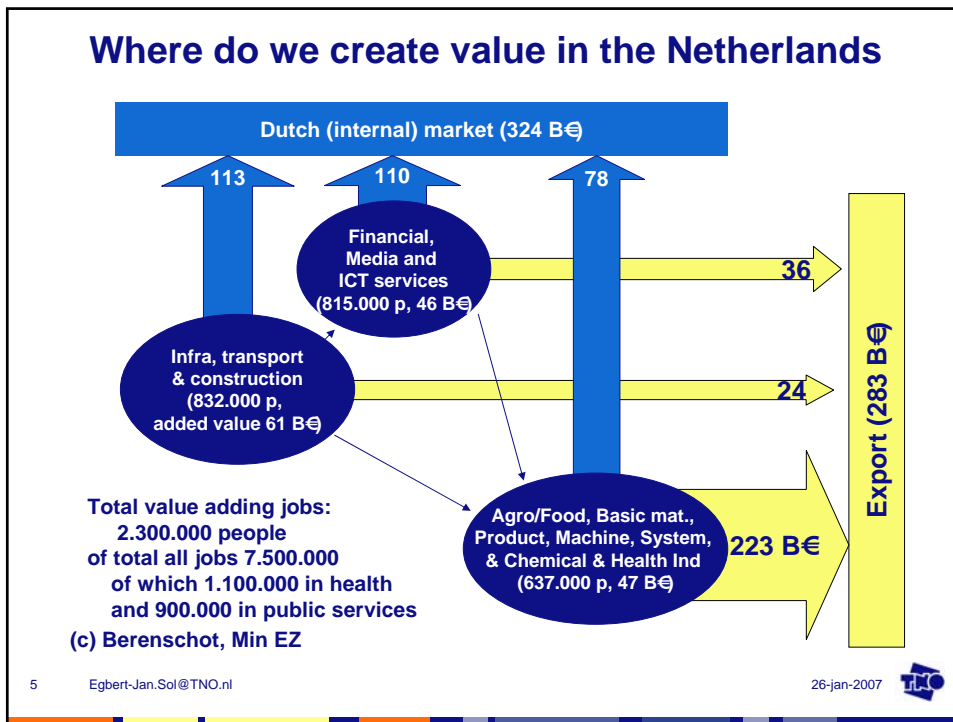 Where do we create value in the Netherlands
Dutch (internal) market (324 B€)
113
110
78
Financial,
Media and
ICT services
(815.000 p, 46 B€)
36
Infra, transport
& construction
(832.000 p,
added value 61 B€)
24
Export (283 B€)
Agro/Food, Basic mat.,
Product, Machine, System,
& Chemical & Health Ind
(637.000 p, 47 B€)
223 B€
Total value adding jobs:
2.300.000 people
of total all jobs 7.500.000
of which 1.100.000 in health
and 900.000 in public services
(c) Berenschot, Min EZ
5
Egbert-Jan.Sol@TNO.nl
26-jan-2007
TNO